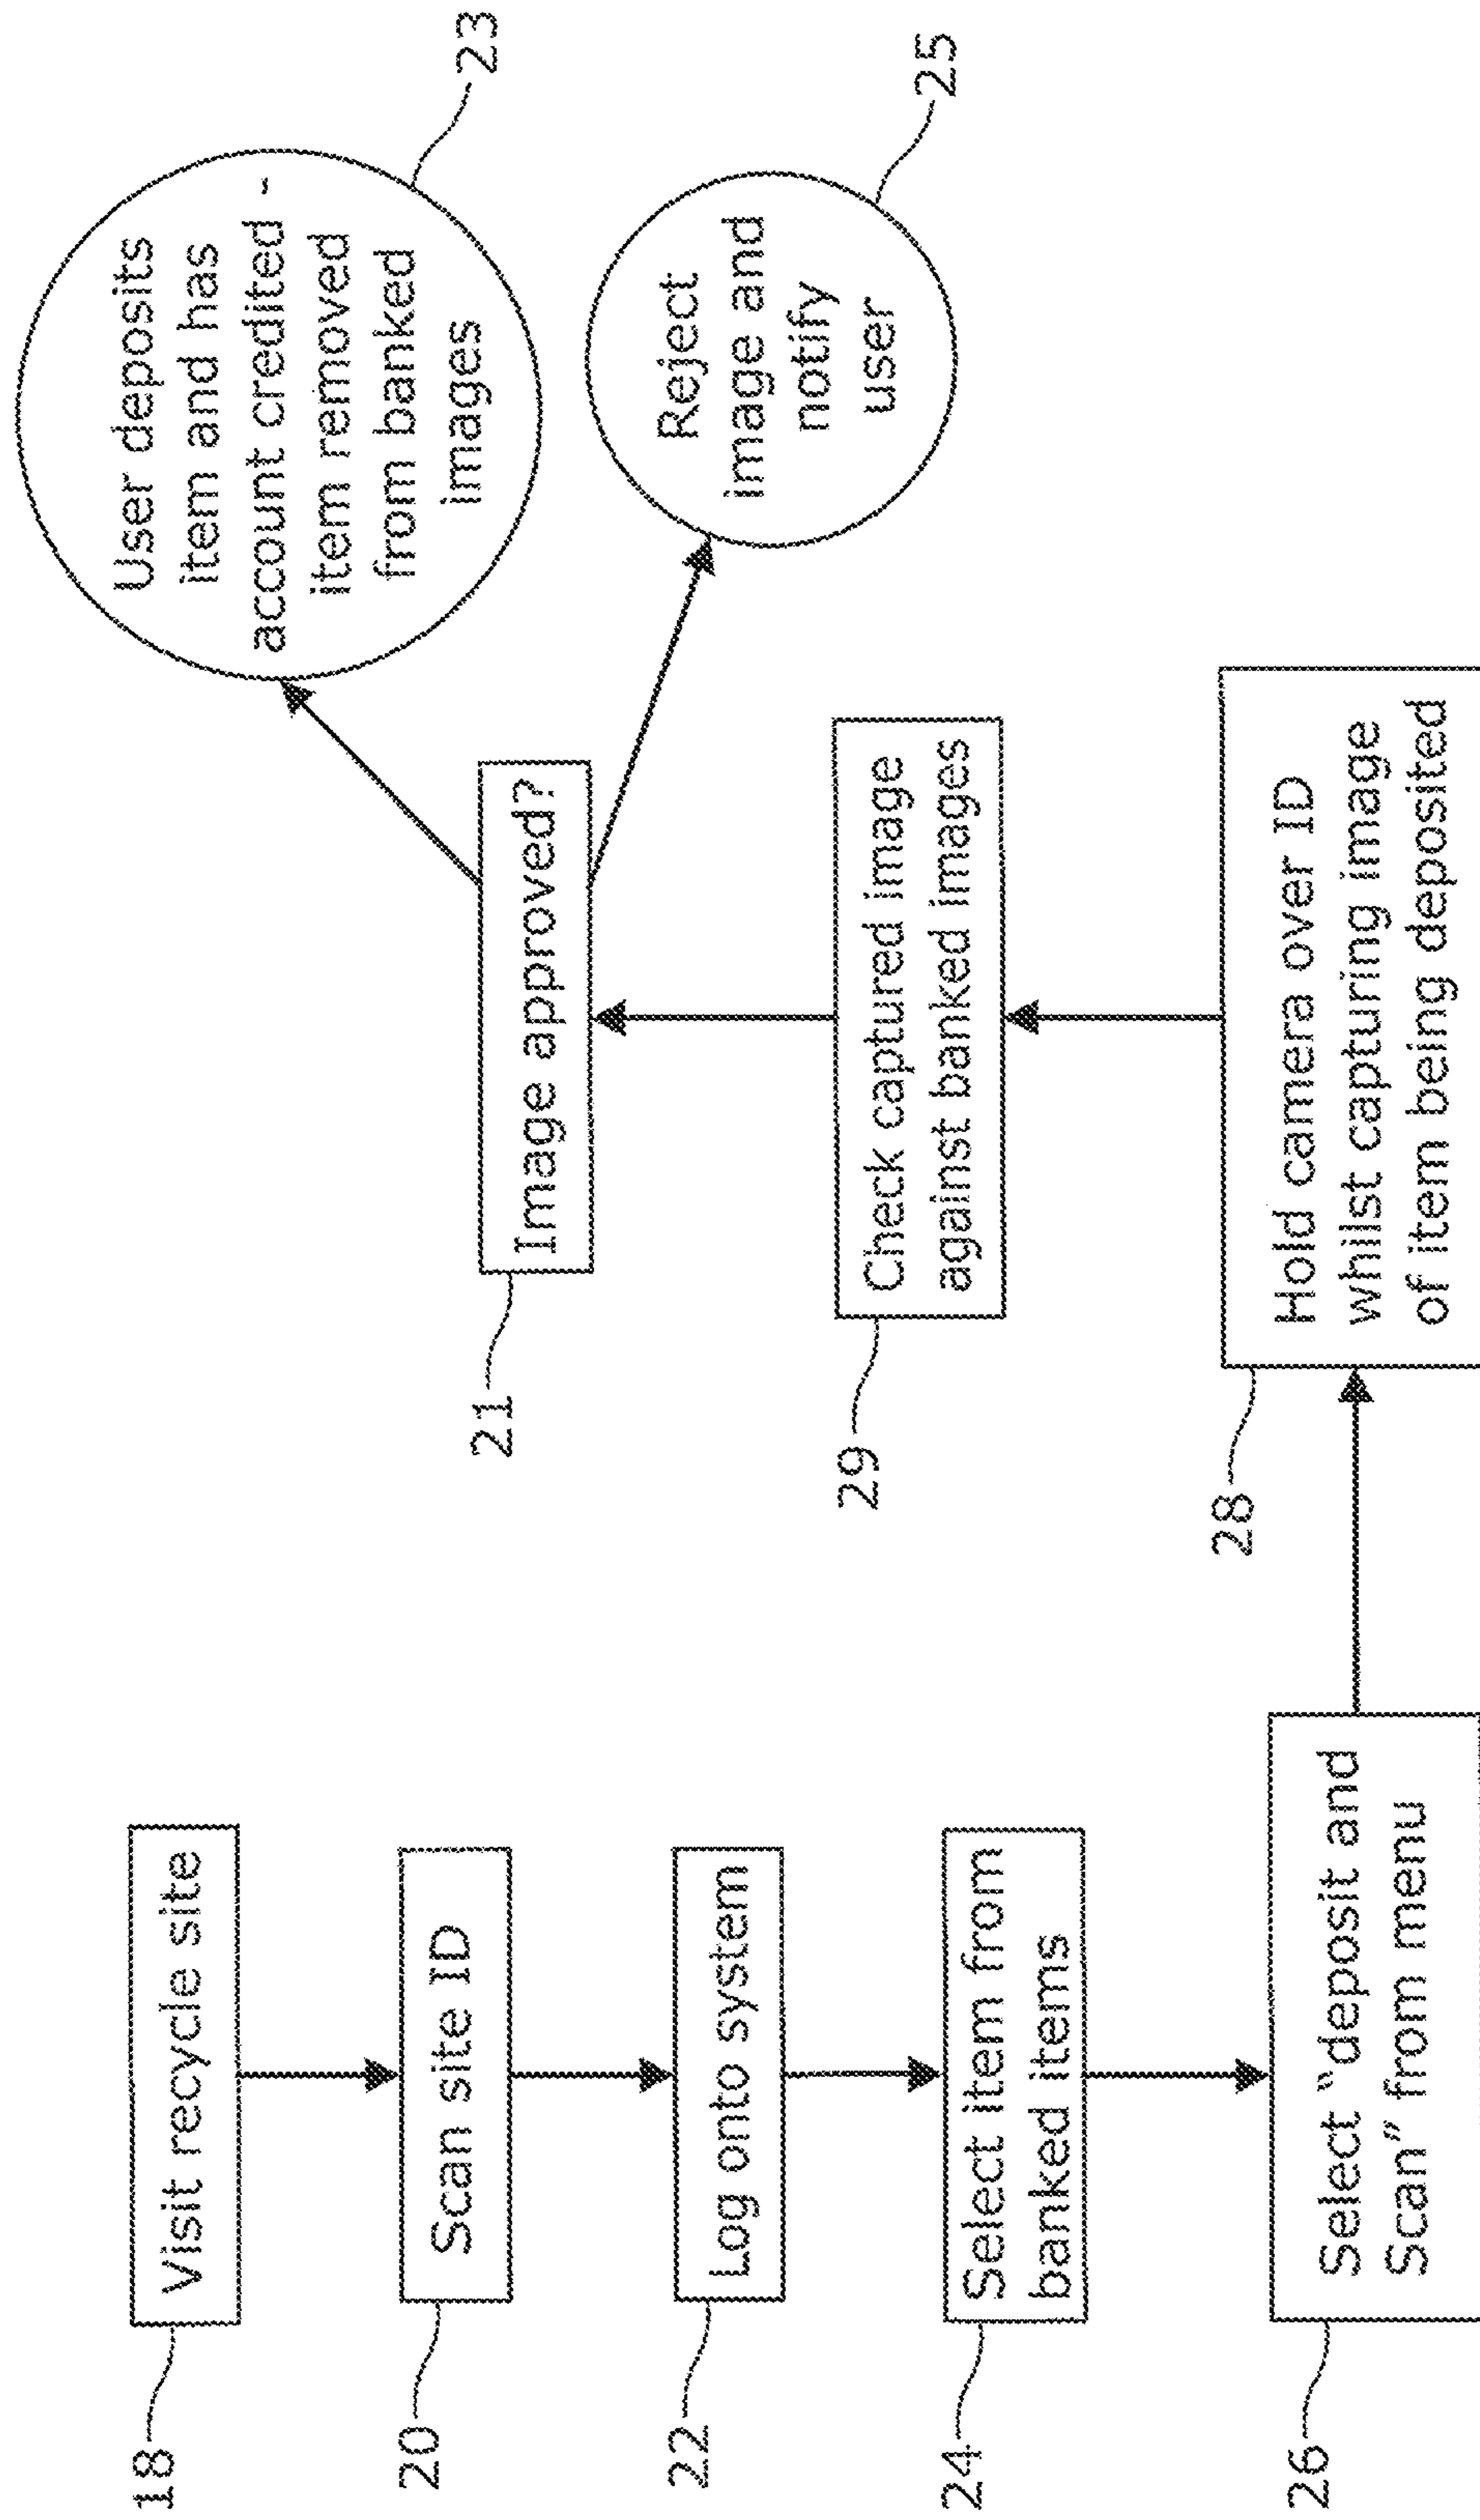 18
Visit recycle site
20
Scan site ID
22
Log onto system
24
Select item from
banked items
26
Select “deposit and
Scan” from menu
28
Hold camera over ID
whilst capturing image
of item being deposited
29
Check captured image
against banked images
21
Image approved?
User deposits
item and has
account credited -
item removed
from banked
images
23
Reject
image and
notify
user
25